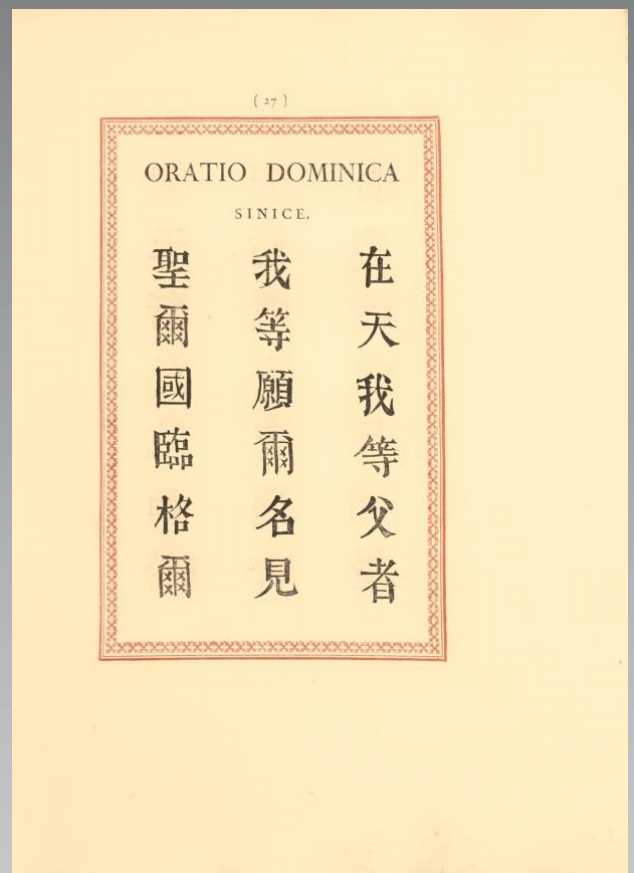 ( 27 )
ORATIO DOMINICA
SINICE.
在天我等父者
我等願爾名見
聖爾國臨格爾